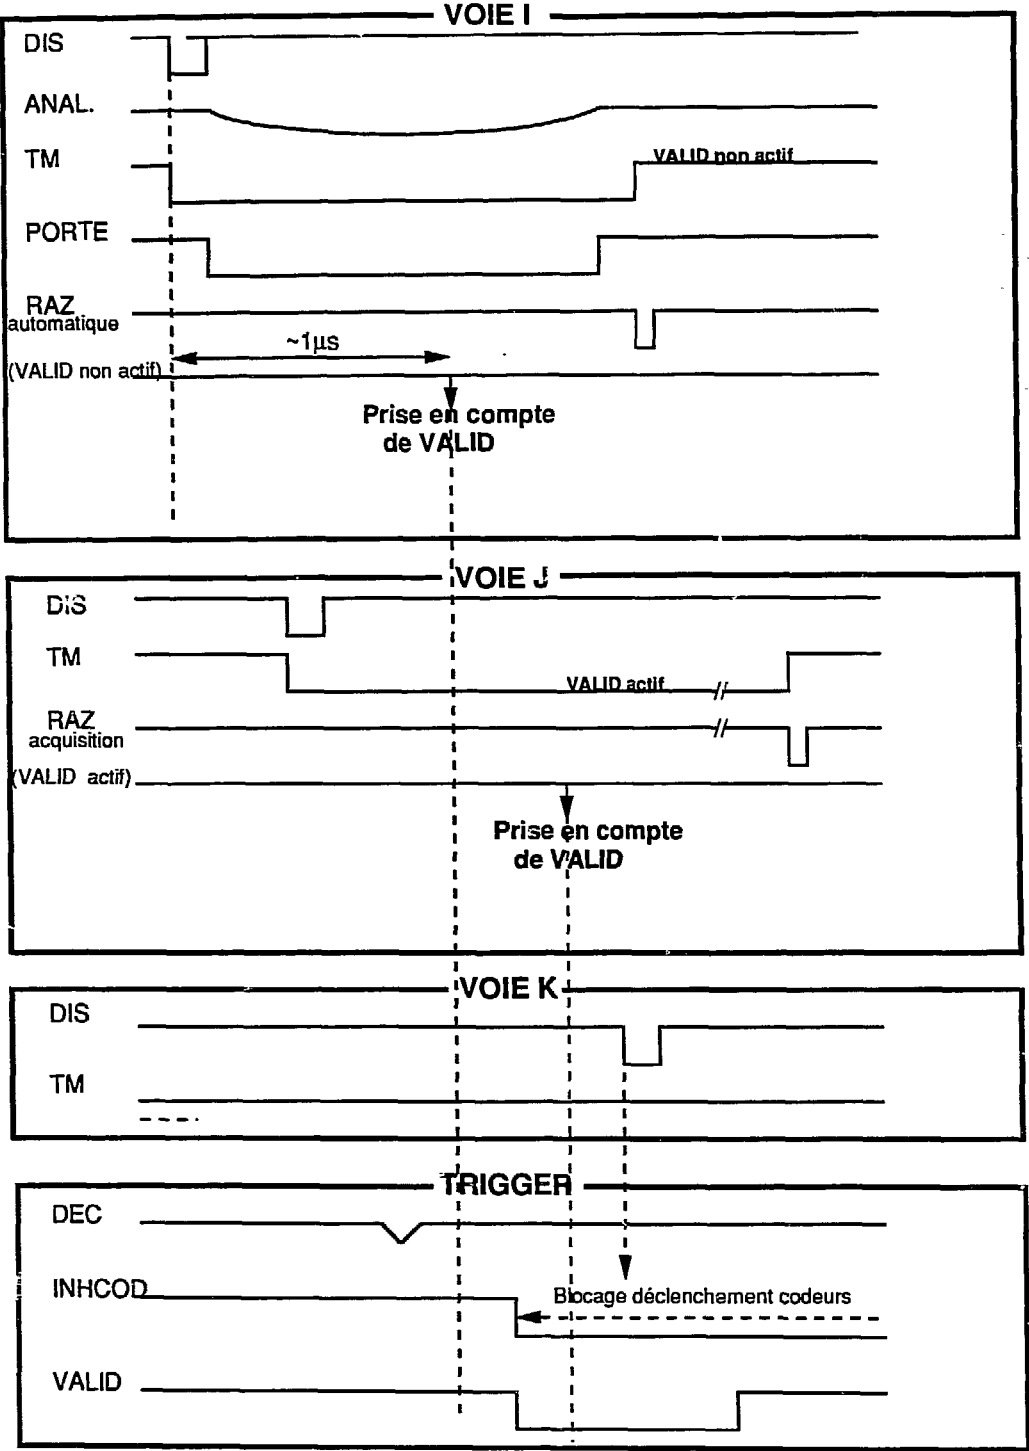 VOIE I
DIS
ANAL.
TM
VALID non actif
PORTE
RAZ
automatique
~1µs
(VALID non actif)
Prise en compte
de VALID
VOIE J
DIS
TM
VALID actif
RAZ
acquisition
(VALID actif)
Prise en compte
de VALID
VOIE K
DIS
TM
TRIGGER
DEC
INHCOD
Blocage déclenchement codeurs
VALID